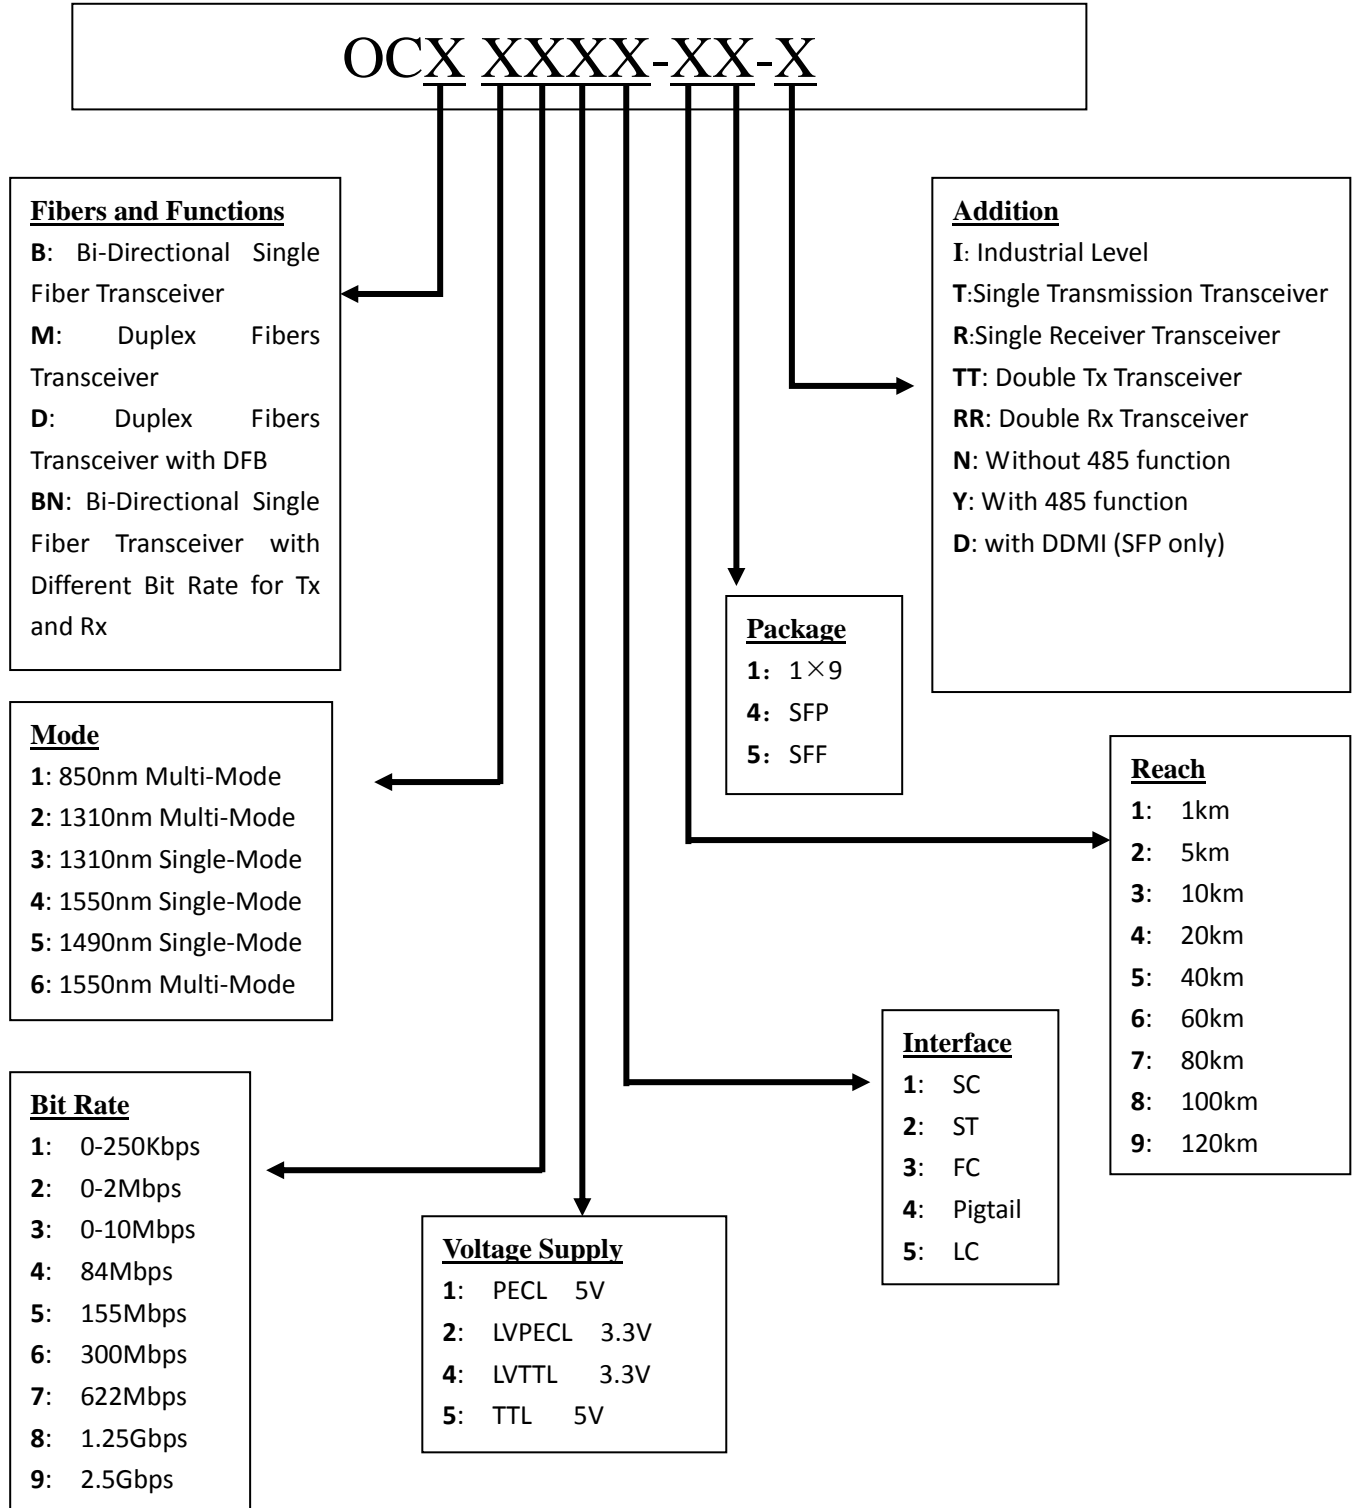 OCX XXXX-XX-X
Fibers and Functions
B: Bi-Directional Single
Fiber Transceiver
M: Duplex Fibers
Transceiver
D: Duplex Fibers
Transceiver with DFB
BN: Bi-Directional Single
Fiber Transceiver with
Different Bit Rate for Tx
and Rx
Addition
I: Industrial Level
T:Single Transmission Transceiver
R:Single Receiver Transceiver
TT: Double Tx Transceiver
RR: Double Rx Transceiver
N: Without 485 function
Y: With 485 function
D: with DDMI (SFP only)
Package
1: 1×9
4: SFP
5: SFF
Mode
1: 850nm Multi-Mode
2: 1310nm Multi-Mode
3: 1310nm Single-Mode
4: 1550nm Single-Mode
5: 1490nm Single-Mode
6: 1550nm Multi-Mode
Reach
1: 1km
2: 5km
3: 10km
4: 20km
5: 40km
6: 60km
7: 80km
8: 100km
9: 120km
Interface
1: SC
2: ST
3: FC
4: Pigtail
5: LC
Bit Rate
1: 0-250Kbps
2: 0-2Mbps
3: 0-10Mbps
4: 84Mbps
5: 155Mbps
6: 300Mbps
7: 622Mbps
8: 1.25Gbps
9: 2.5Gbps
Voltage Supply
1: PECL 5V
2: LVPECL 3.3V
4: LVTTL 3.3V
5: TTL 5V